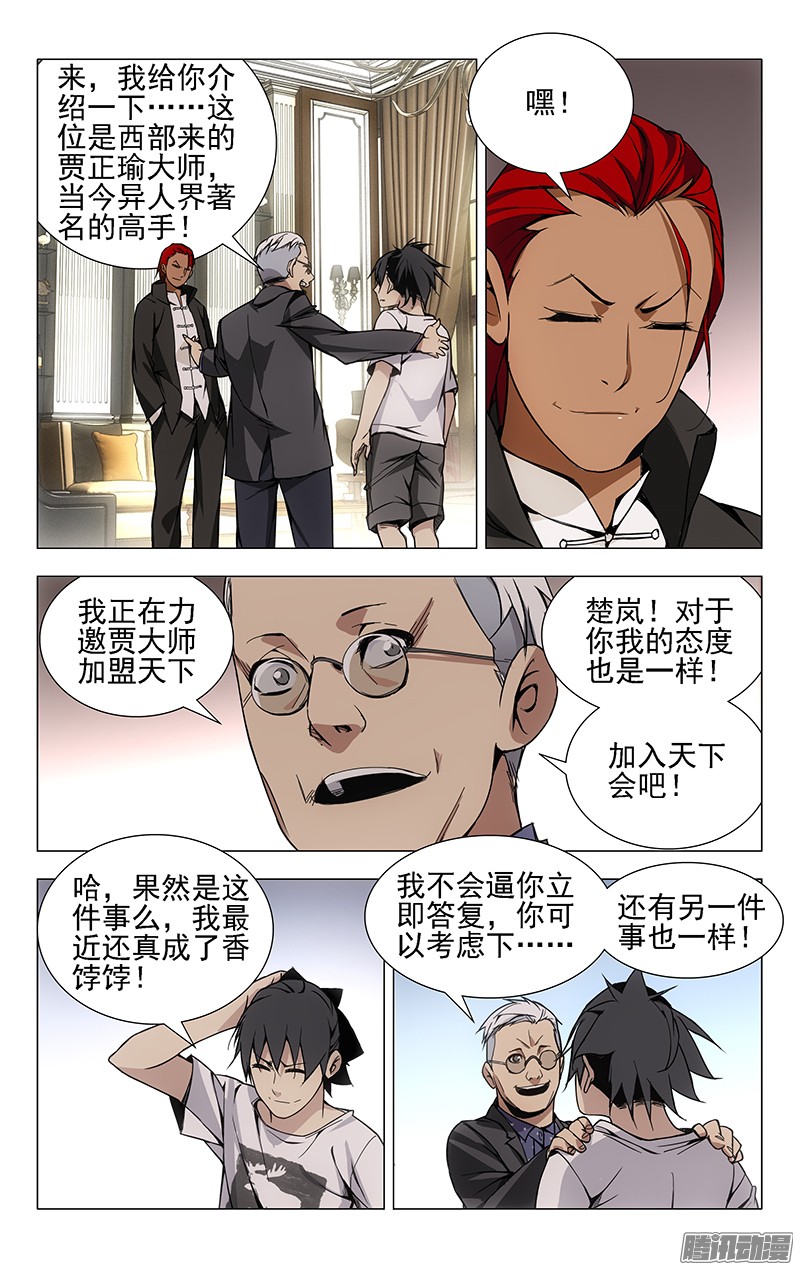 来，我给你介
绍一下……这
位是西部来的
贾正瑜大师，
当今异人界著
名的高手！
嘿！
我正在力
邀贾大师
加盟天下
楚岚！对于
你我的态度
也是一样！
加入天下
会吧！
哈，果然是这
件事么，我最
近还真成了香
饽饽！
我不会逼你立
即答复，你可
以考虑下……
还有另一件
事也一样！
腾讯动漫